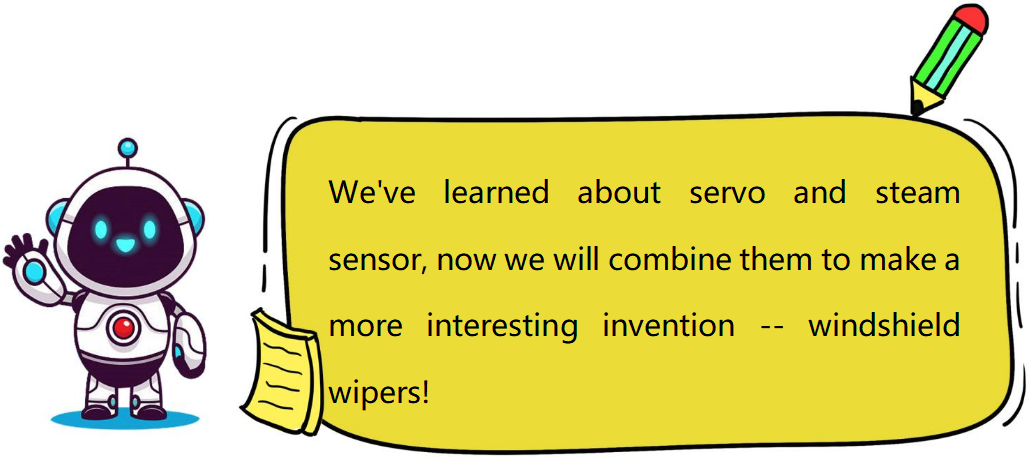 We've learned about servo and steam
sensor, now we will combine them to make a
more interesting invention -- windshield
wipers!